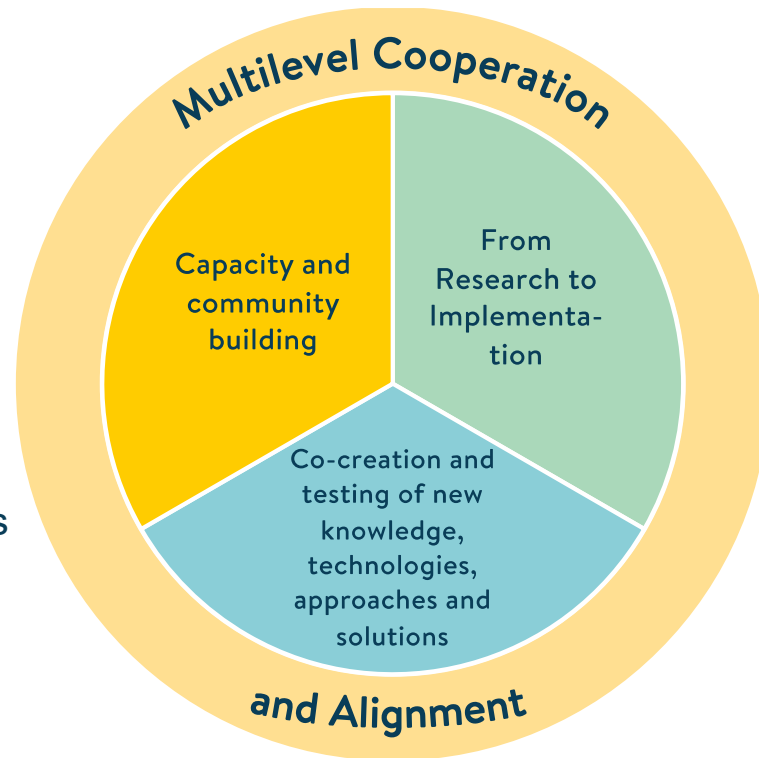 Multilevel Cooperation
Capacity and
community
building
From
Research to
Implementa-
tion
s
Co-creation and
testing of new
knowledge,
technologies,
approaches and
solutions
and Alignment